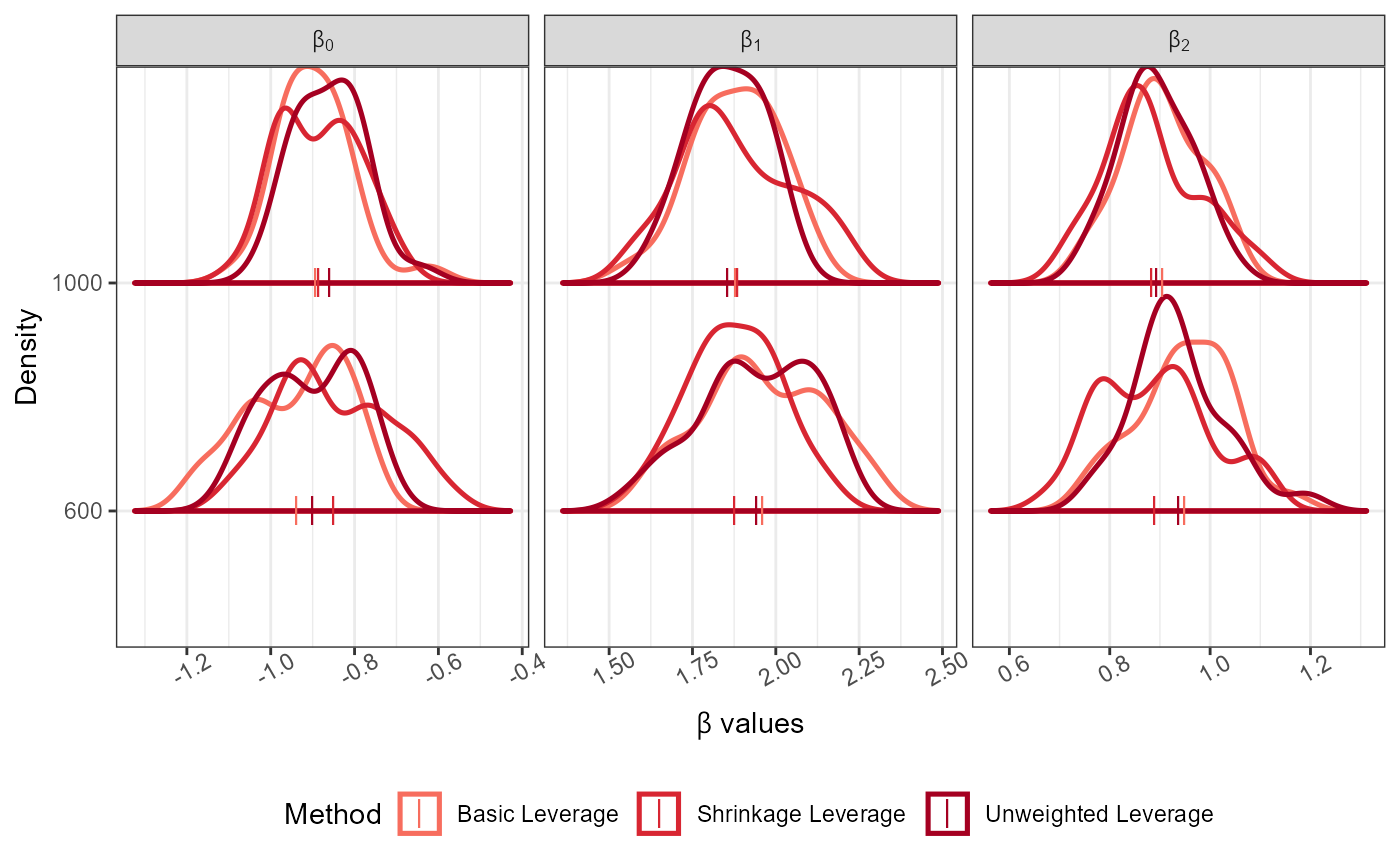 β₀ β₁ β₂
Density
1000
600
-1.2 -1.0 -0.8 -0.6 -0.4 1.50 1.75 2.00 2.25 2.50 0.6 0.8 1.0 1.2
β values
Method Basic Leverage Shrinkage Leverage Unweighted Leverage